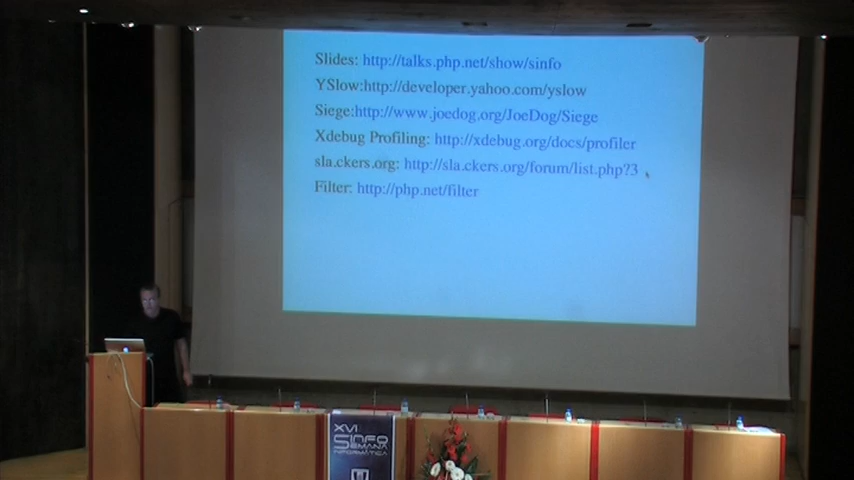 Slides: http://talks.php.net/show/sinfo
YSlow:http://developer.yahoo.com/yslow
Siege:http://www.joedog.org/JoeDog/Siege
Xdebug Profiling: http://xdebug.org/docs/profiler
sla.ckers.org: http://sla.ckers.org/forum/list.php?3
Filter: http://php.net/filter
XVI
SINFO
SEMANA
INFORMÁTICA